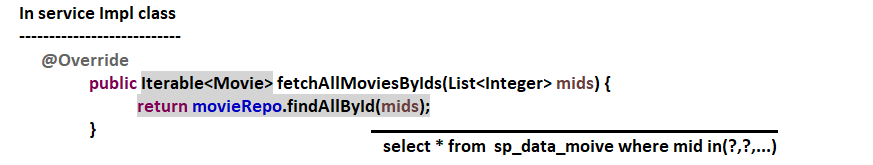 In service Impl class
---------------------------
@Override
public Iterable<Movie> fetchAllMoviesByIds(List<Integer> mids) {
return movieRepo.findAllById(mids);
}
select * from  sp_data_moive where mid in(?,?,...)